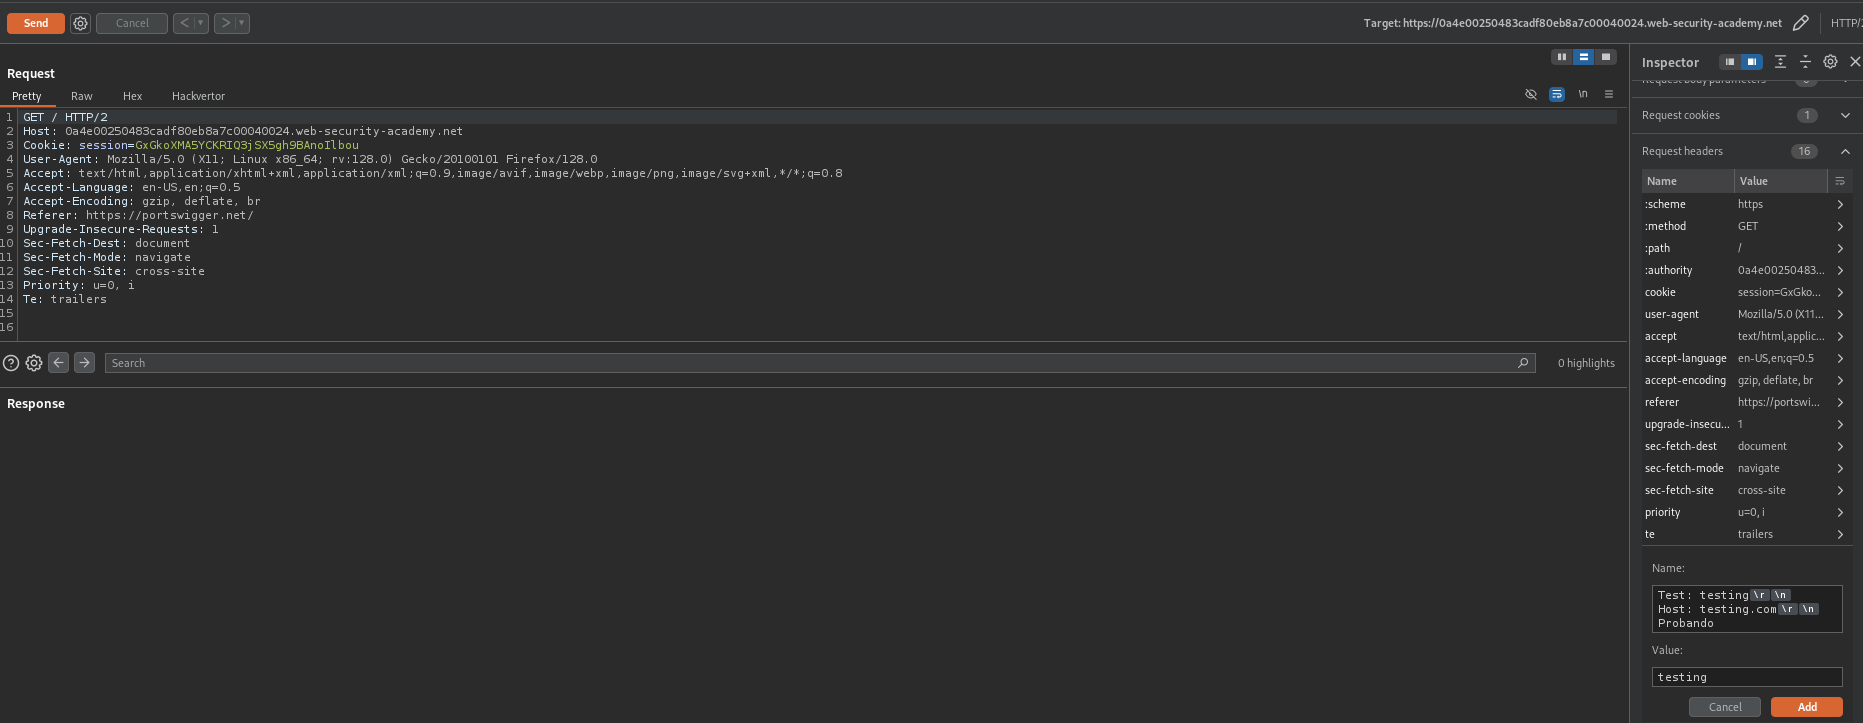 Send
Cancel
<
>
Target: https://0a4e00250483cadf80eb8a7c00040024.web-security-academy.net
HTTP/2
Request
Pretty
Raw
Hex
Hackvertor
\n
1 GET / HTTP/2
2 Host: 0a4e00250483cadf80eb8a7c00040024.web-security-academy.net
3 Cookie: session=GxGkoXMA5YCKRIQ3jSX5gh9BAnoIlbou
4 User-Agent: Mozilla/5.0 (X11; Linux x86_64; rv:128.0) Gecko/20100101 Firefox/128.0
5 Accept: text/html,application/xhtml+xml,application/xml;q=0.9,image/avif,image/webp,image/png,image/svg+xml,*/*;q=0.8
6 Accept-Language: en-US,en;q=0.5
7 Accept-Encoding: gzip, deflate, br
8 Referer: https://portswigger.net/
9 Upgrade-Insecure-Requests: 1
10 Sec-Fetch-Dest: document
11 Sec-Fetch-Mode: navigate
12 Sec-Fetch-Site: cross-site
13 Priority: u=0, i
14 Te: trailers
15
16
Search
0 highlights
Response
Inspector
Request body parameters
Request cookies 1
Request headers 16
Name Value
:scheme https
:method GET
:path /
:authority 0a4e00250483...
cookie session=GxGko...
user-agent Mozilla/5.0 (X11...
accept text/html,applic...
accept-language en-US,en;q=0.5
accept-encoding gzip, deflate, br
referer https://portswi...
upgrade-insecu... 1
sec-fetch-dest document
sec-fetch-mode navigate
sec-fetch-site cross-site
priority u=0, i
te trailers
Name:
Test: testing\r\n
Host: testing.com\r\n
Probando
Value:
testing
Cancel
Add